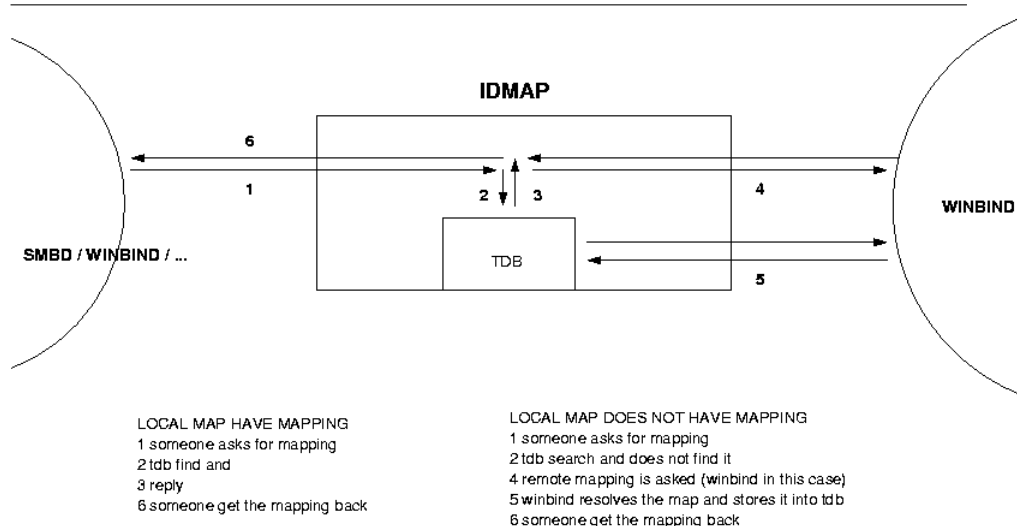 IDMAP
6
1
2
3
4
WINBIND
SMBD / WINBIND / ...
TDB
5
LOCAL MAP HAVE MAPPING
1 someone asks for mapping
2 tdb find and
3 reply
6 someone get the mapping back
LOCAL MAP DOES NOT HAVE MAPPING
1 someone asks for mapping
2 tdb search and does not find it
4 remote mapping is asked (winbind in this case)
5 winbind resolves the map and stores it into tdb
6 someone get the mapping back